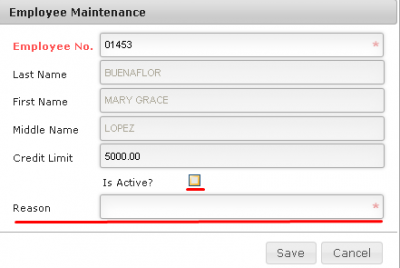 Employee Maintenance
Employee No. 01453 *
Last Name BUENAFLOR
First Name MARY GRACE
Middle Name LOPEZ
Credit Limit 5000.00
Is Active?
Reason *
Save Cancel